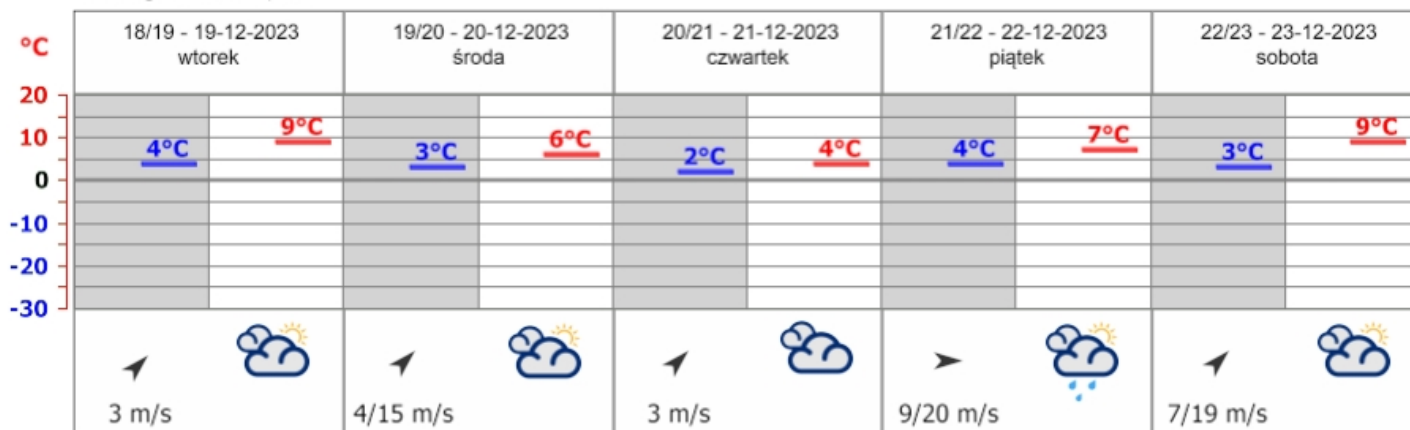 °C
18/19 - 19-12-2023
wtorek
19/20 - 20-12-2023
środa
20/21 - 21-12-2023
czwartek
21/22 - 22-12-2023
piątek
22/23 - 23-12-2023
sobota
20
10
0
-10
-20
-30
4°C
9°C
3°C
6°C
2°C
4°C
4°C
7°C
3°C
9°C
3 m/s
4/15 m/s
3 m/s
9/20 m/s
7/19 m/s